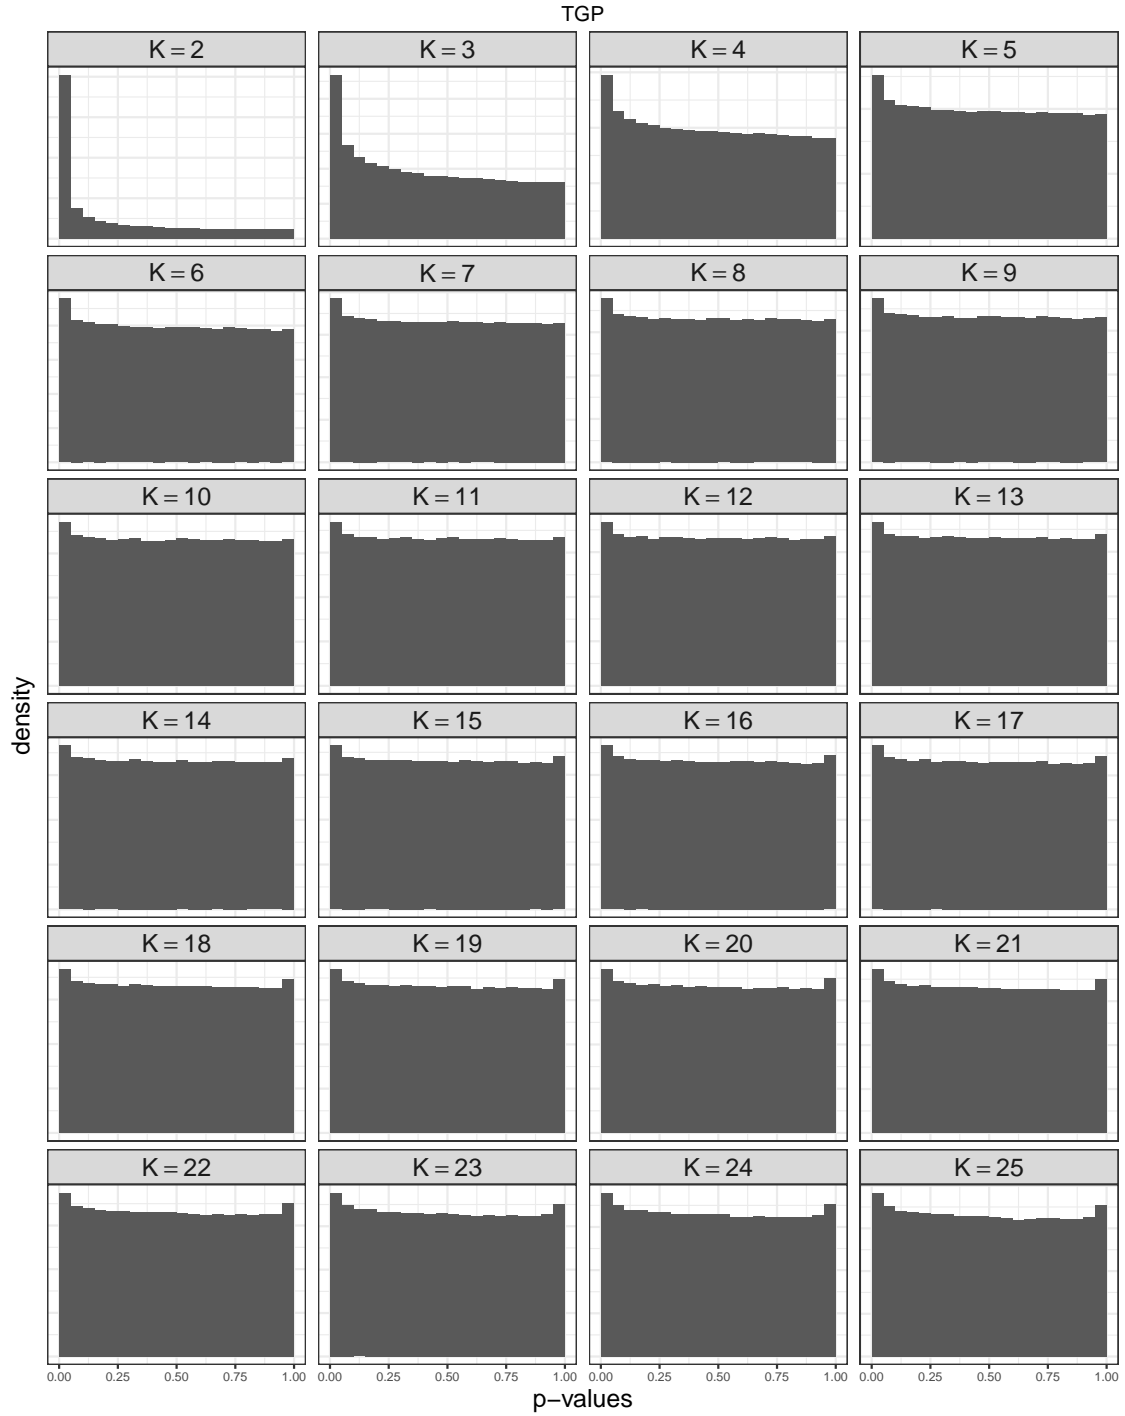 TGP
K = 2
K = 3
K = 4
K = 5
K = 6
K = 7
K = 8
K = 9
K = 10
K = 11
K = 12
K = 13
K = 14
K = 15
K = 16
K = 17
K = 18
K = 19
K = 20
K = 21
K = 22
K = 23
K = 24
K = 25
density
0.00 0.25 0.50 0.75 1.00
0.00 0.25 0.50 0.75 1.00
0.00 0.25 0.50 0.75 1.00
0.00 0.25 0.50 0.75 1.00
p−values